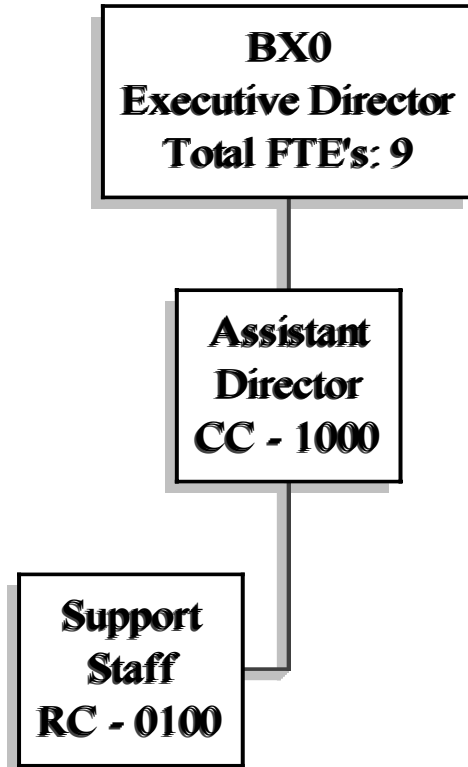 BX0
Executive Director
Total FTE's: 9
Assistant
Director
CC - 1000
Support
Staff
RC - 0100